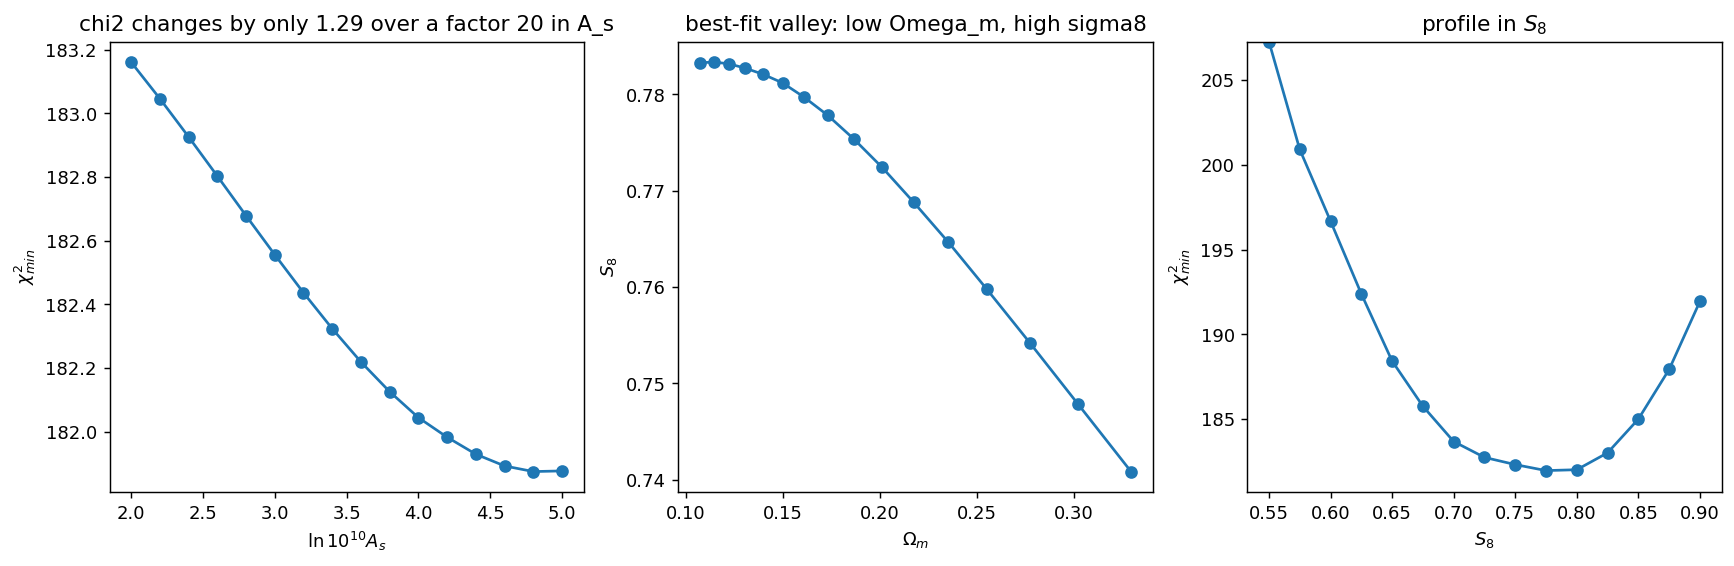 chi2 changes by only 1.29 over a factor 20 in A_s
183.2
183.0
182.8
182.6
182.4
182.2
182.0
χ²min
2.0 2.5 3.0 3.5 4.0 4.5 5.0
ln 10¹⁰Aₛ
best-fit valley: low Omega_m, high sigma8
0.78
0.77
0.76
0.75
0.74
S₈
0.10 0.15 0.20 0.25 0.30
Ωₘ
profile in S₈
205
200
195
190
185
χ²min
0.55 0.60 0.65 0.70 0.75 0.80 0.85 0.90
S₈